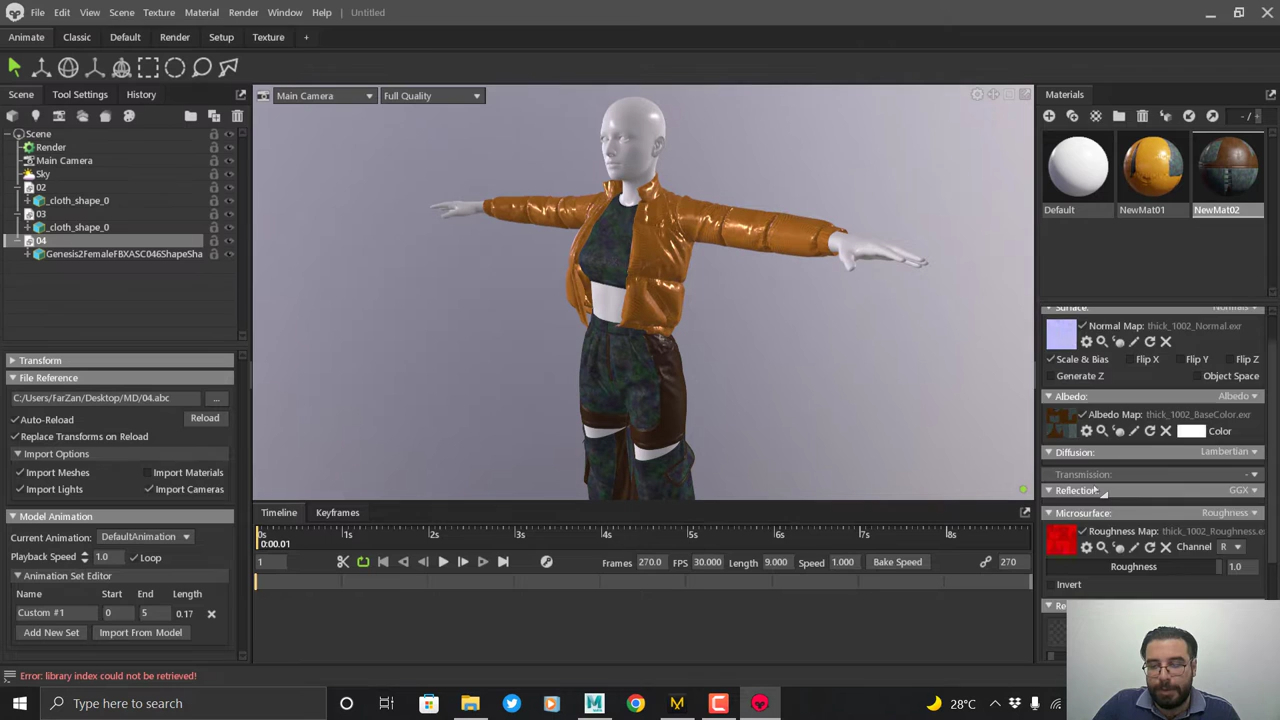 File Edit View Scene Texture Material Render Window Help Untitled
Animate Classic Default Render Setup Texture +
Scene Tool Settings History
Main Camera Full Quality
Materials
- /
Scene
Render
Main Camera
Sky
02
_cloth_shape_0
03
_cloth_shape_0
04
Genesis2FemaleFBXASC046ShapeSha
Default NewMat01 NewMat02
Surface: Normals
Normal Map: thick_1002_Normal.exr
Scale & Bias Flip X Flip Y Flip Z
Generate Z Object Space
Albedo: Albedo
Albedo Map: thick_1002_BaseColor.exr
Color
Diffusion: Lambertian
Transmission: -
Reflection: GGX
Microsurface: Roughness
Roughness Map: thick_1002_Roughness.ex
Channel R
Roughness 1.0
Invert
Transform
File Reference
C:/Users/FarZan/Desktop/MD/04.abc ...
Auto-Reload Reload
Replace Transforms on Reload
Import Options
Import Meshes Import Materials
Import Lights Import Cameras
Model Animation
Current Animation: DefaultAnimation
Playback Speed 1.0 Loop
Animation Set Editor
Name Start End Length
Custom #1 0 5 0.17
Add New Set Import From Model
Timeline Keyframes
0s 1s 2s 3s 4s 5s 6s 7s 8s
0:00.01
1 Frames 270.0 FPS 30.000 Length 9.000 Speed 1.000 Bake Speed 270
Error: library index could not be retrieved!
Type here to search
28°C